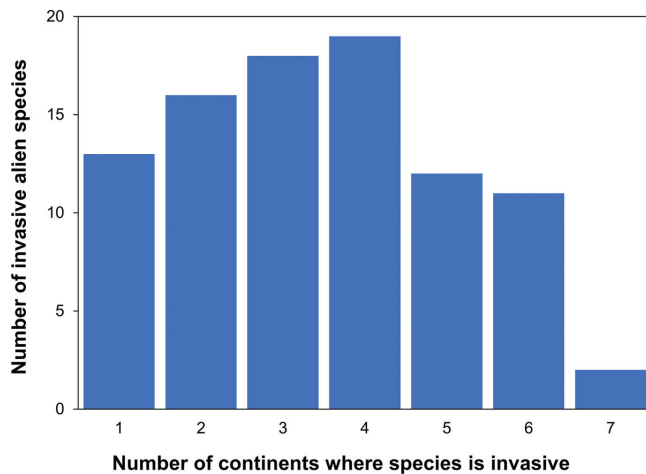 Number of invasive alien species
20
15
10
5
0
1 2 3 4 5 6 7
Number of continents where species is invasive